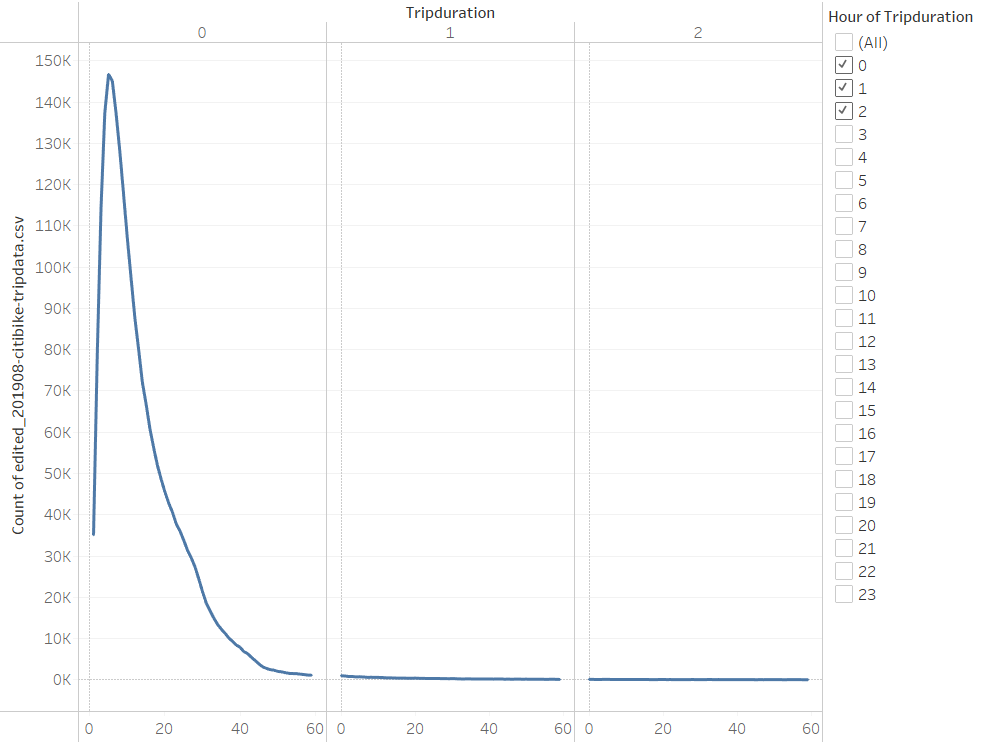 Tripduration
0 1 2
150K
140K
130K
120K
110K
100K
90K
80K
70K
60K
50K
40K
30K
20K
10K
0K
Count of edited_201908-citibike-tripdata.csv
0 20 40 60 0 20 40 60 0 20 40 60
Hour of Tripduration
(All)
0
1
2
3
4
5
6
7
8
9
10
11
12
13
14
15
16
17
18
19
20
21
22
23